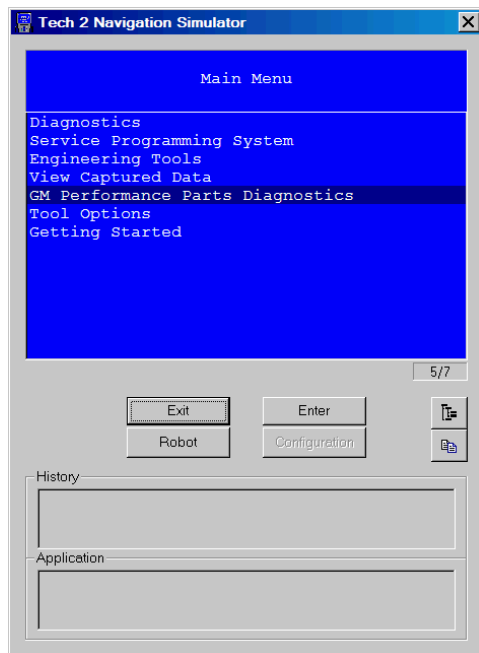 Tech 2 Navigation Simulator
Main Menu
Diagnostics
Service Programming System
Engineering Tools
View Captured Data
GM Performance Parts Diagnostics
Tool Options
Getting Started
5/7
Exit
Enter
Robot
Configuration
History
Application